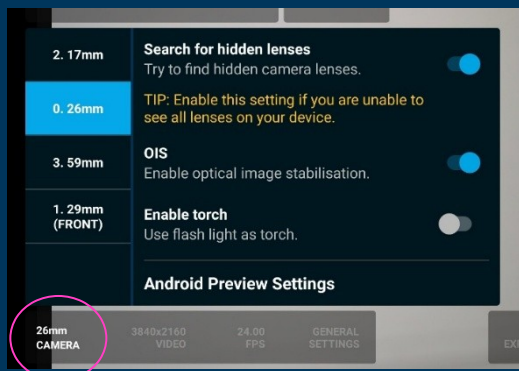 2. 17mm
0. 26mm
3. 59mm
1. 29mm
(FRONT)
Search for hidden lenses
Try to find hidden camera lenses.
TIP: Enable this setting if you are unable to
see all lenses on your device.
OIS
Enable optical image stabilisation.
Enable torch
Use flash light as torch.
Android Preview Settings
26mm
CAMERA
3840x2160
VIDEO
24.00
FPS
GENERAL
SETTINGS